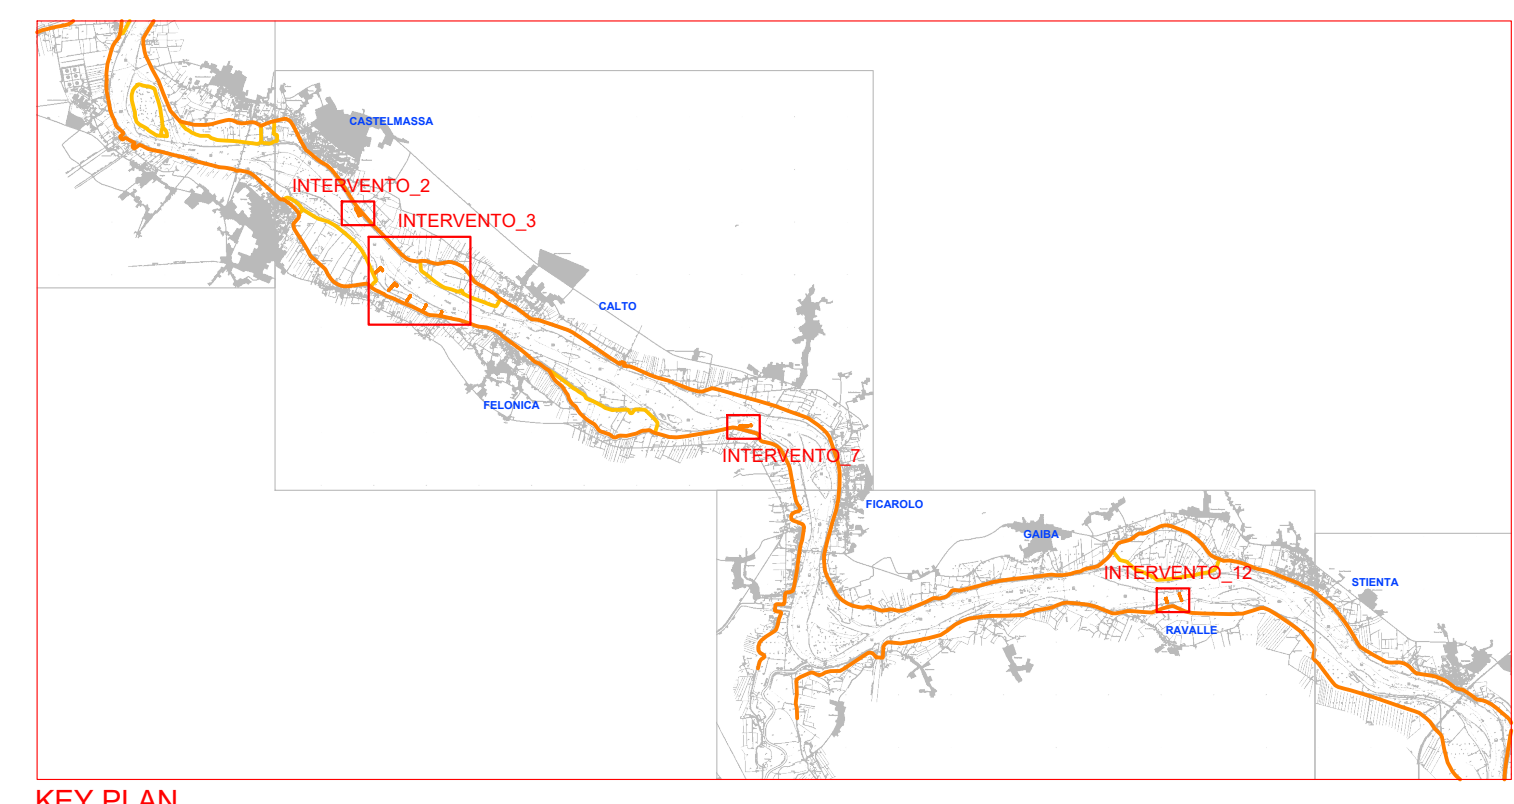 CASTELMASSA
INTERVENTO_2
INTERVENTO_3
CALTO
FELONICA
INTERVENTO_7
FICAROLO
GAIBA
INTERVENTO_12
STIENTA
RAVALLE
KEY PLAN